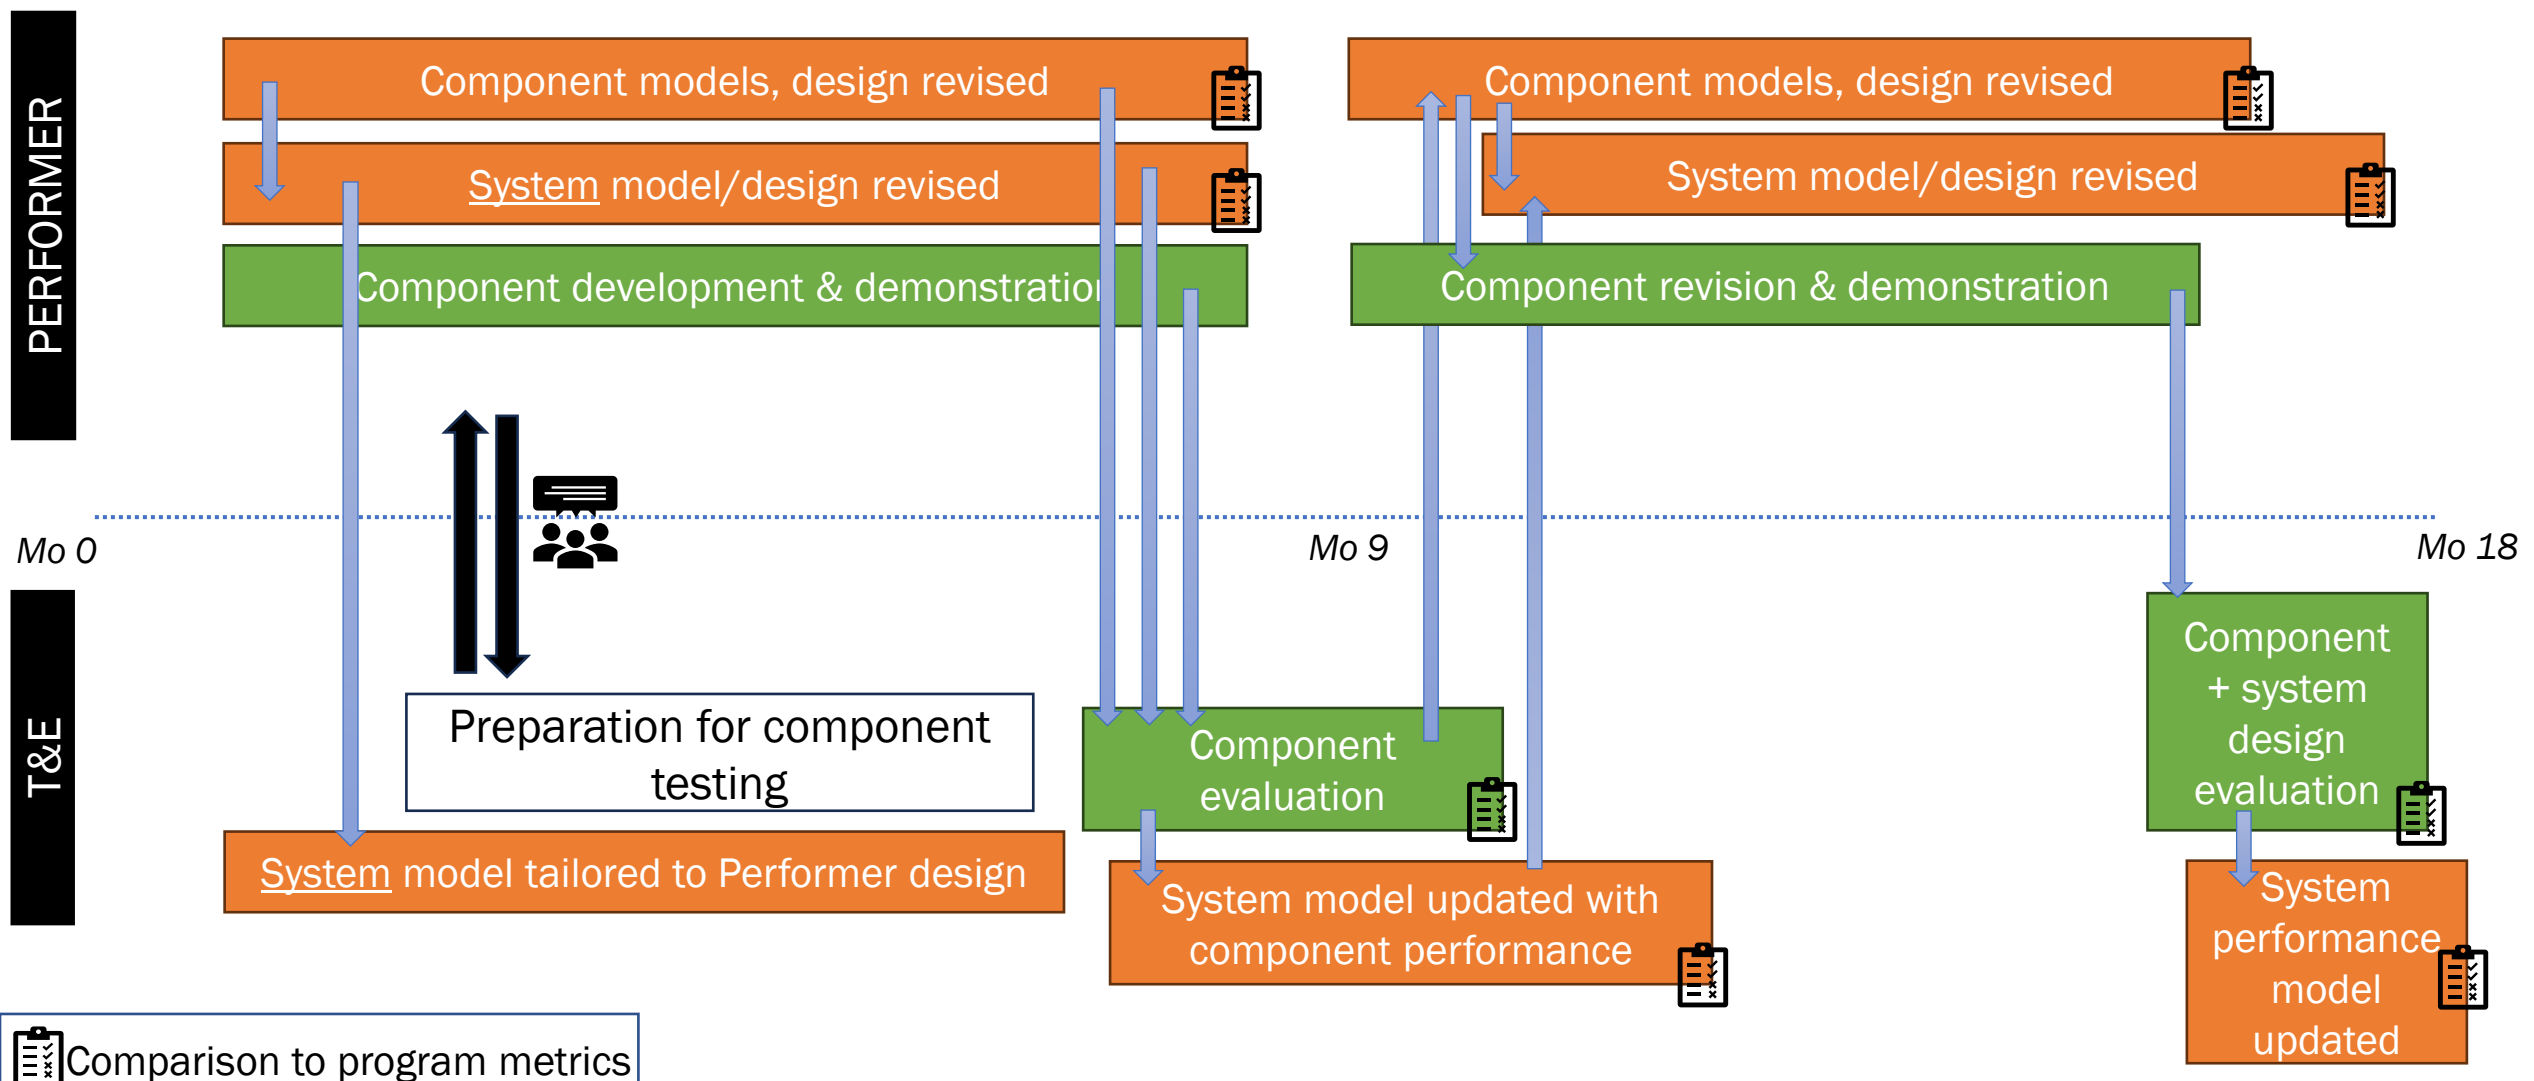 PERFORMER
Component models, design revised
System model/design revised
Component development & demonstration
Component models, design revised
System model/design revised
Component revision & demonstration
Mo 0
Mo 9
Mo 18
T&E
Preparation for component
testing
System model tailored to Performer design
Component
evaluation
System model updated with
component performance
Component
+ system
design
evaluation
System
performance
model
updated
Comparison to program metrics